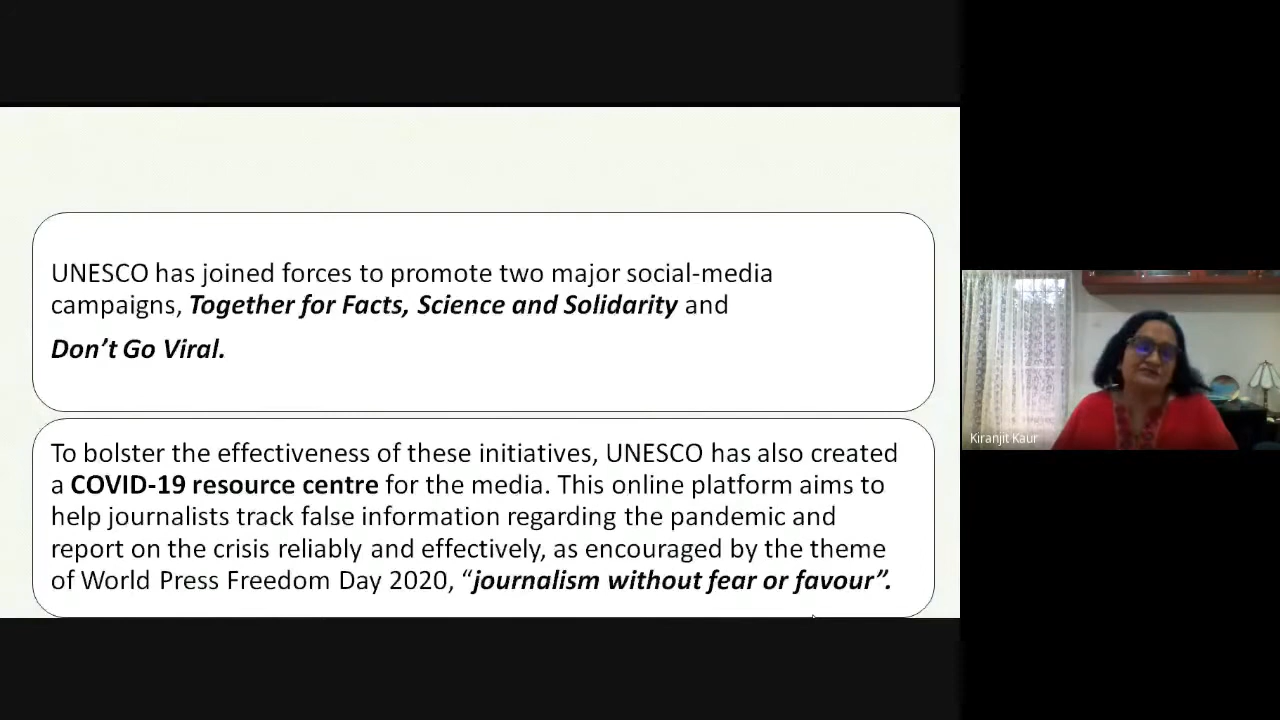 UNESCO has joined forces to promote two major social-media
campaigns, Together for Facts, Science and Solidarity and
Don’t Go Viral.
To bolster the effectiveness of these initiatives, UNESCO has also created
a COVID-19 resource centre for the media. This online platform aims to
help journalists track false information regarding the pandemic and
report on the crisis reliably and effectively, as encouraged by the theme
of World Press Freedom Day 2020, “journalism without fear or favour”.
Kiranjit Kaur